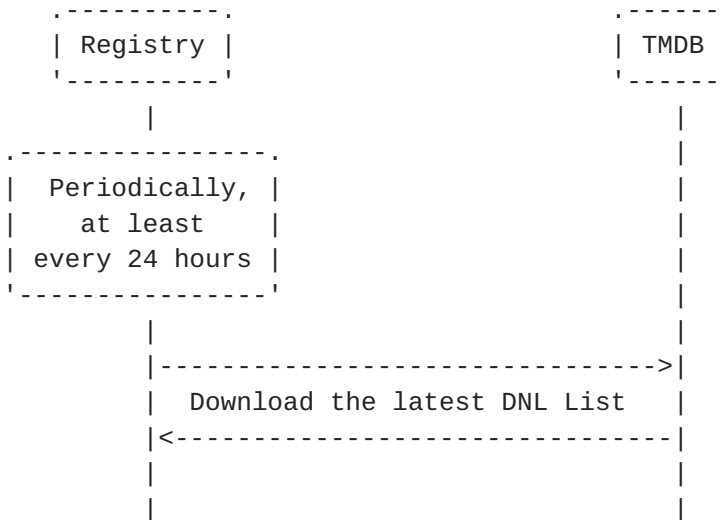 Registry
TMDB
Periodically,
at least
every 24 hours
Download the latest DNL List